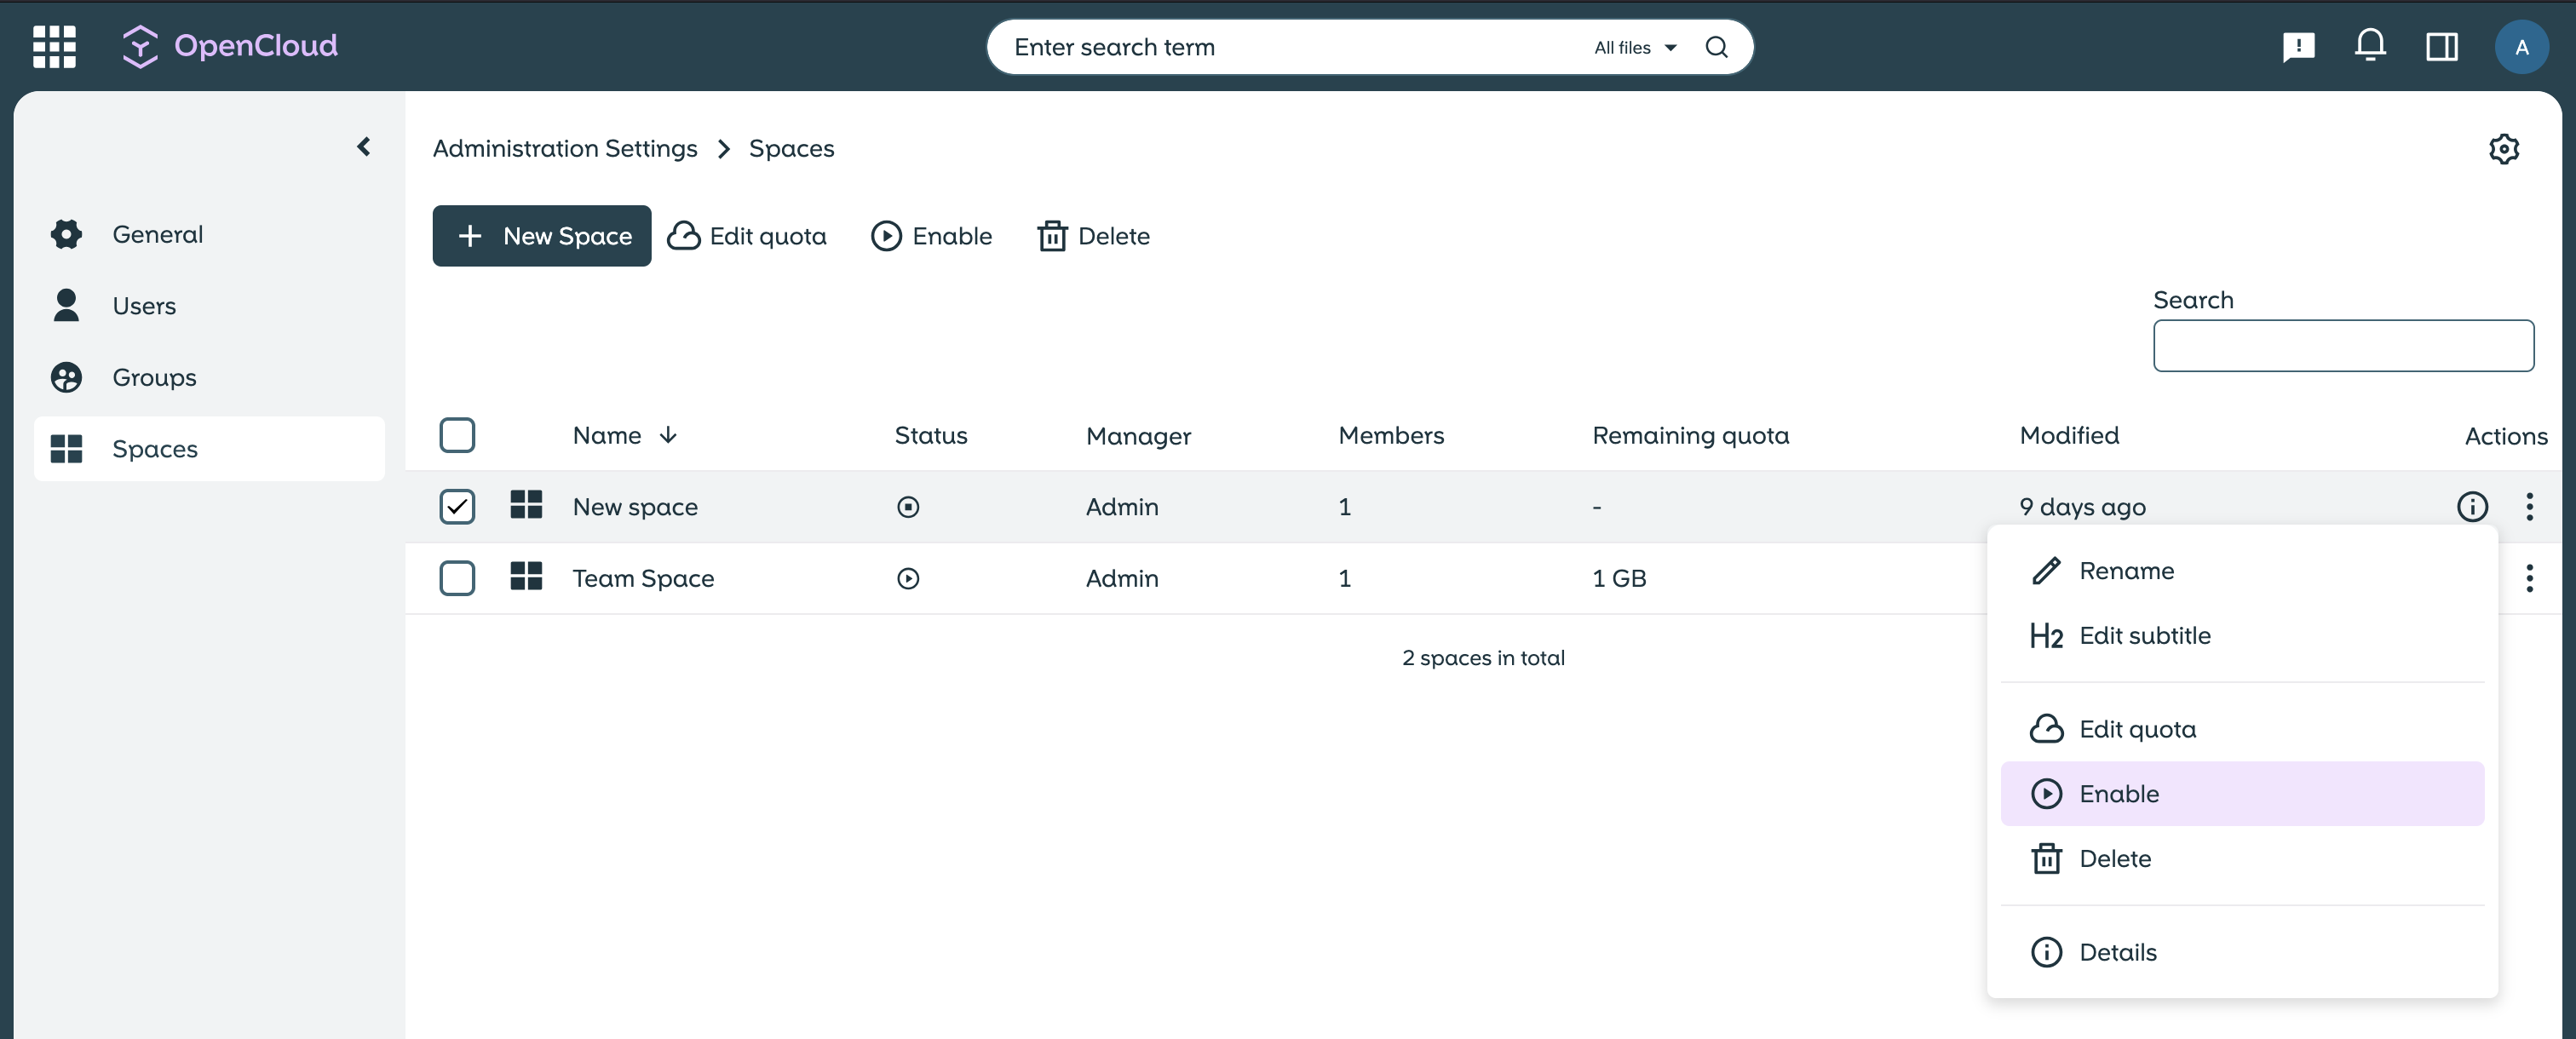 OpenCloud
Enter search term
All files
A
Administration Settings > Spaces
General
Users
Groups
Spaces
+ New Space
Edit quota
Enable
Delete
Search
Name Status Manager Members Remaining quota Modified Actions
New space Admin 1 - 9 days ago
Team Space Admin 1 1 GB
2 spaces in total
Rename
H2 Edit subtitle
Edit quota
Enable
Delete
Details